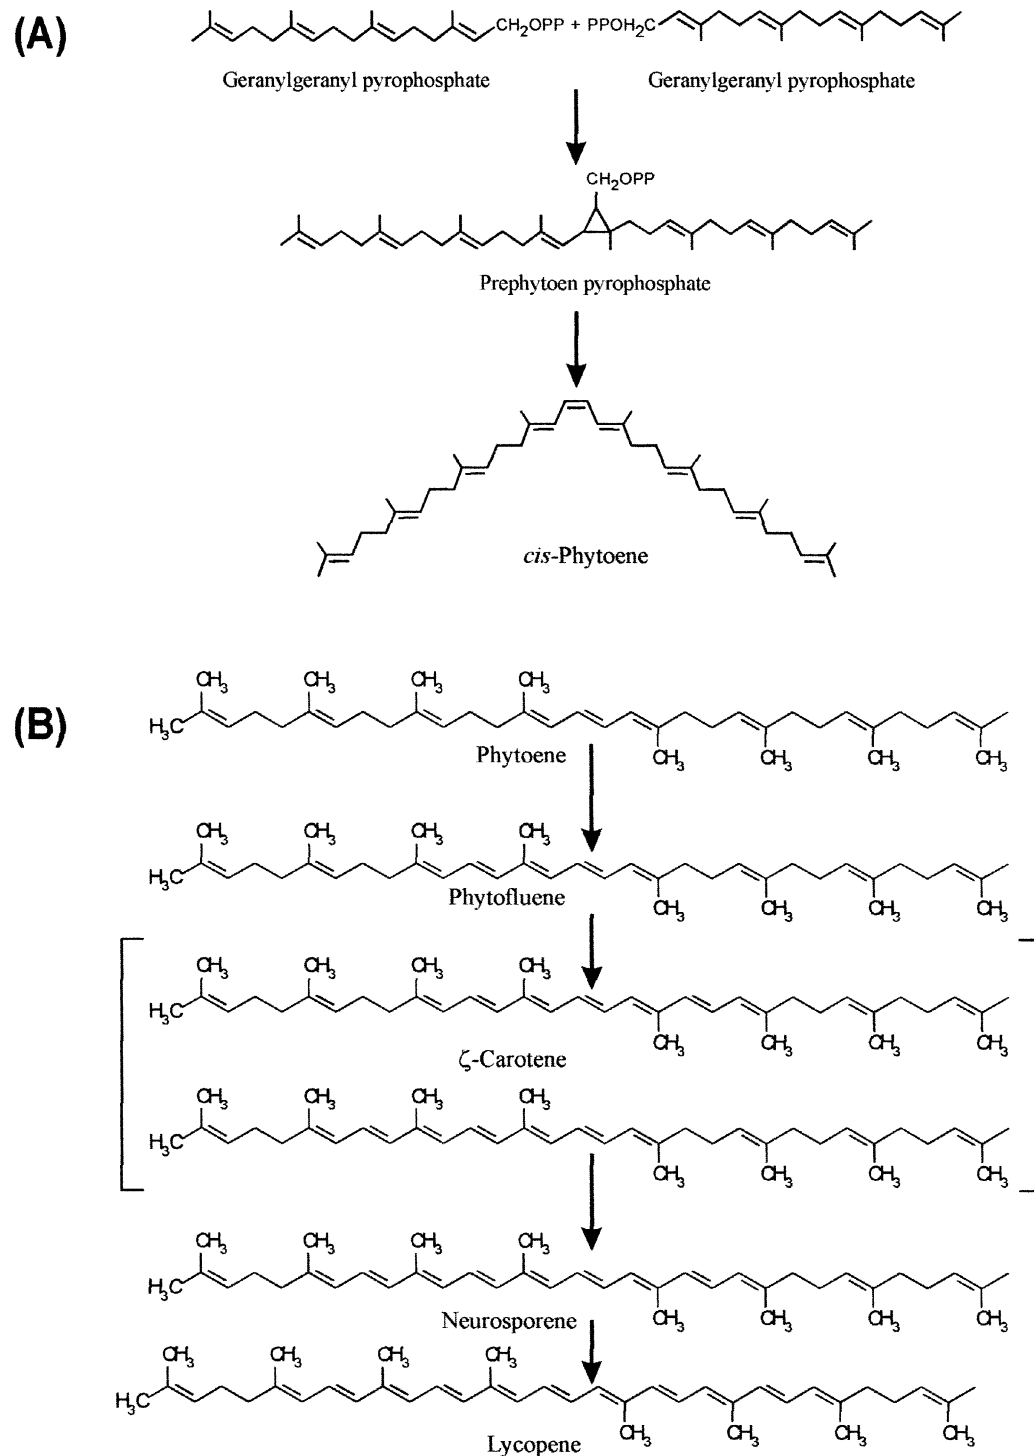 (A)
CH2OPP + PPOH2C
Geranylgeranyl pyrophosphate Geranylgeranyl pyrophosphate
CH2OPP
Prephytoen pyrophosphate
cis-Phytoene
(B)
CH3 CH3 CH3 CH3
H3C
CH3 CH3 CH3 CH3
Phytoene
CH3 CH3 CH3 CH3
H3C
Phytofluene
CH3 CH3 CH3 CH3
CH3 CH3 CH3 CH3
H3C
CH3 CH3 CH3 CH3
ζ-Carotene
CH3 CH3 CH3 CH3
H3C
CH3 CH3 CH3 CH3
CH3 CH3 CH3 CH3
H3C
Neurosporene
CH3 CH3 CH3 CH3
CH3 CH3 CH3 CH3
H3C
CH3 CH3 CH3 CH3
Lycopene